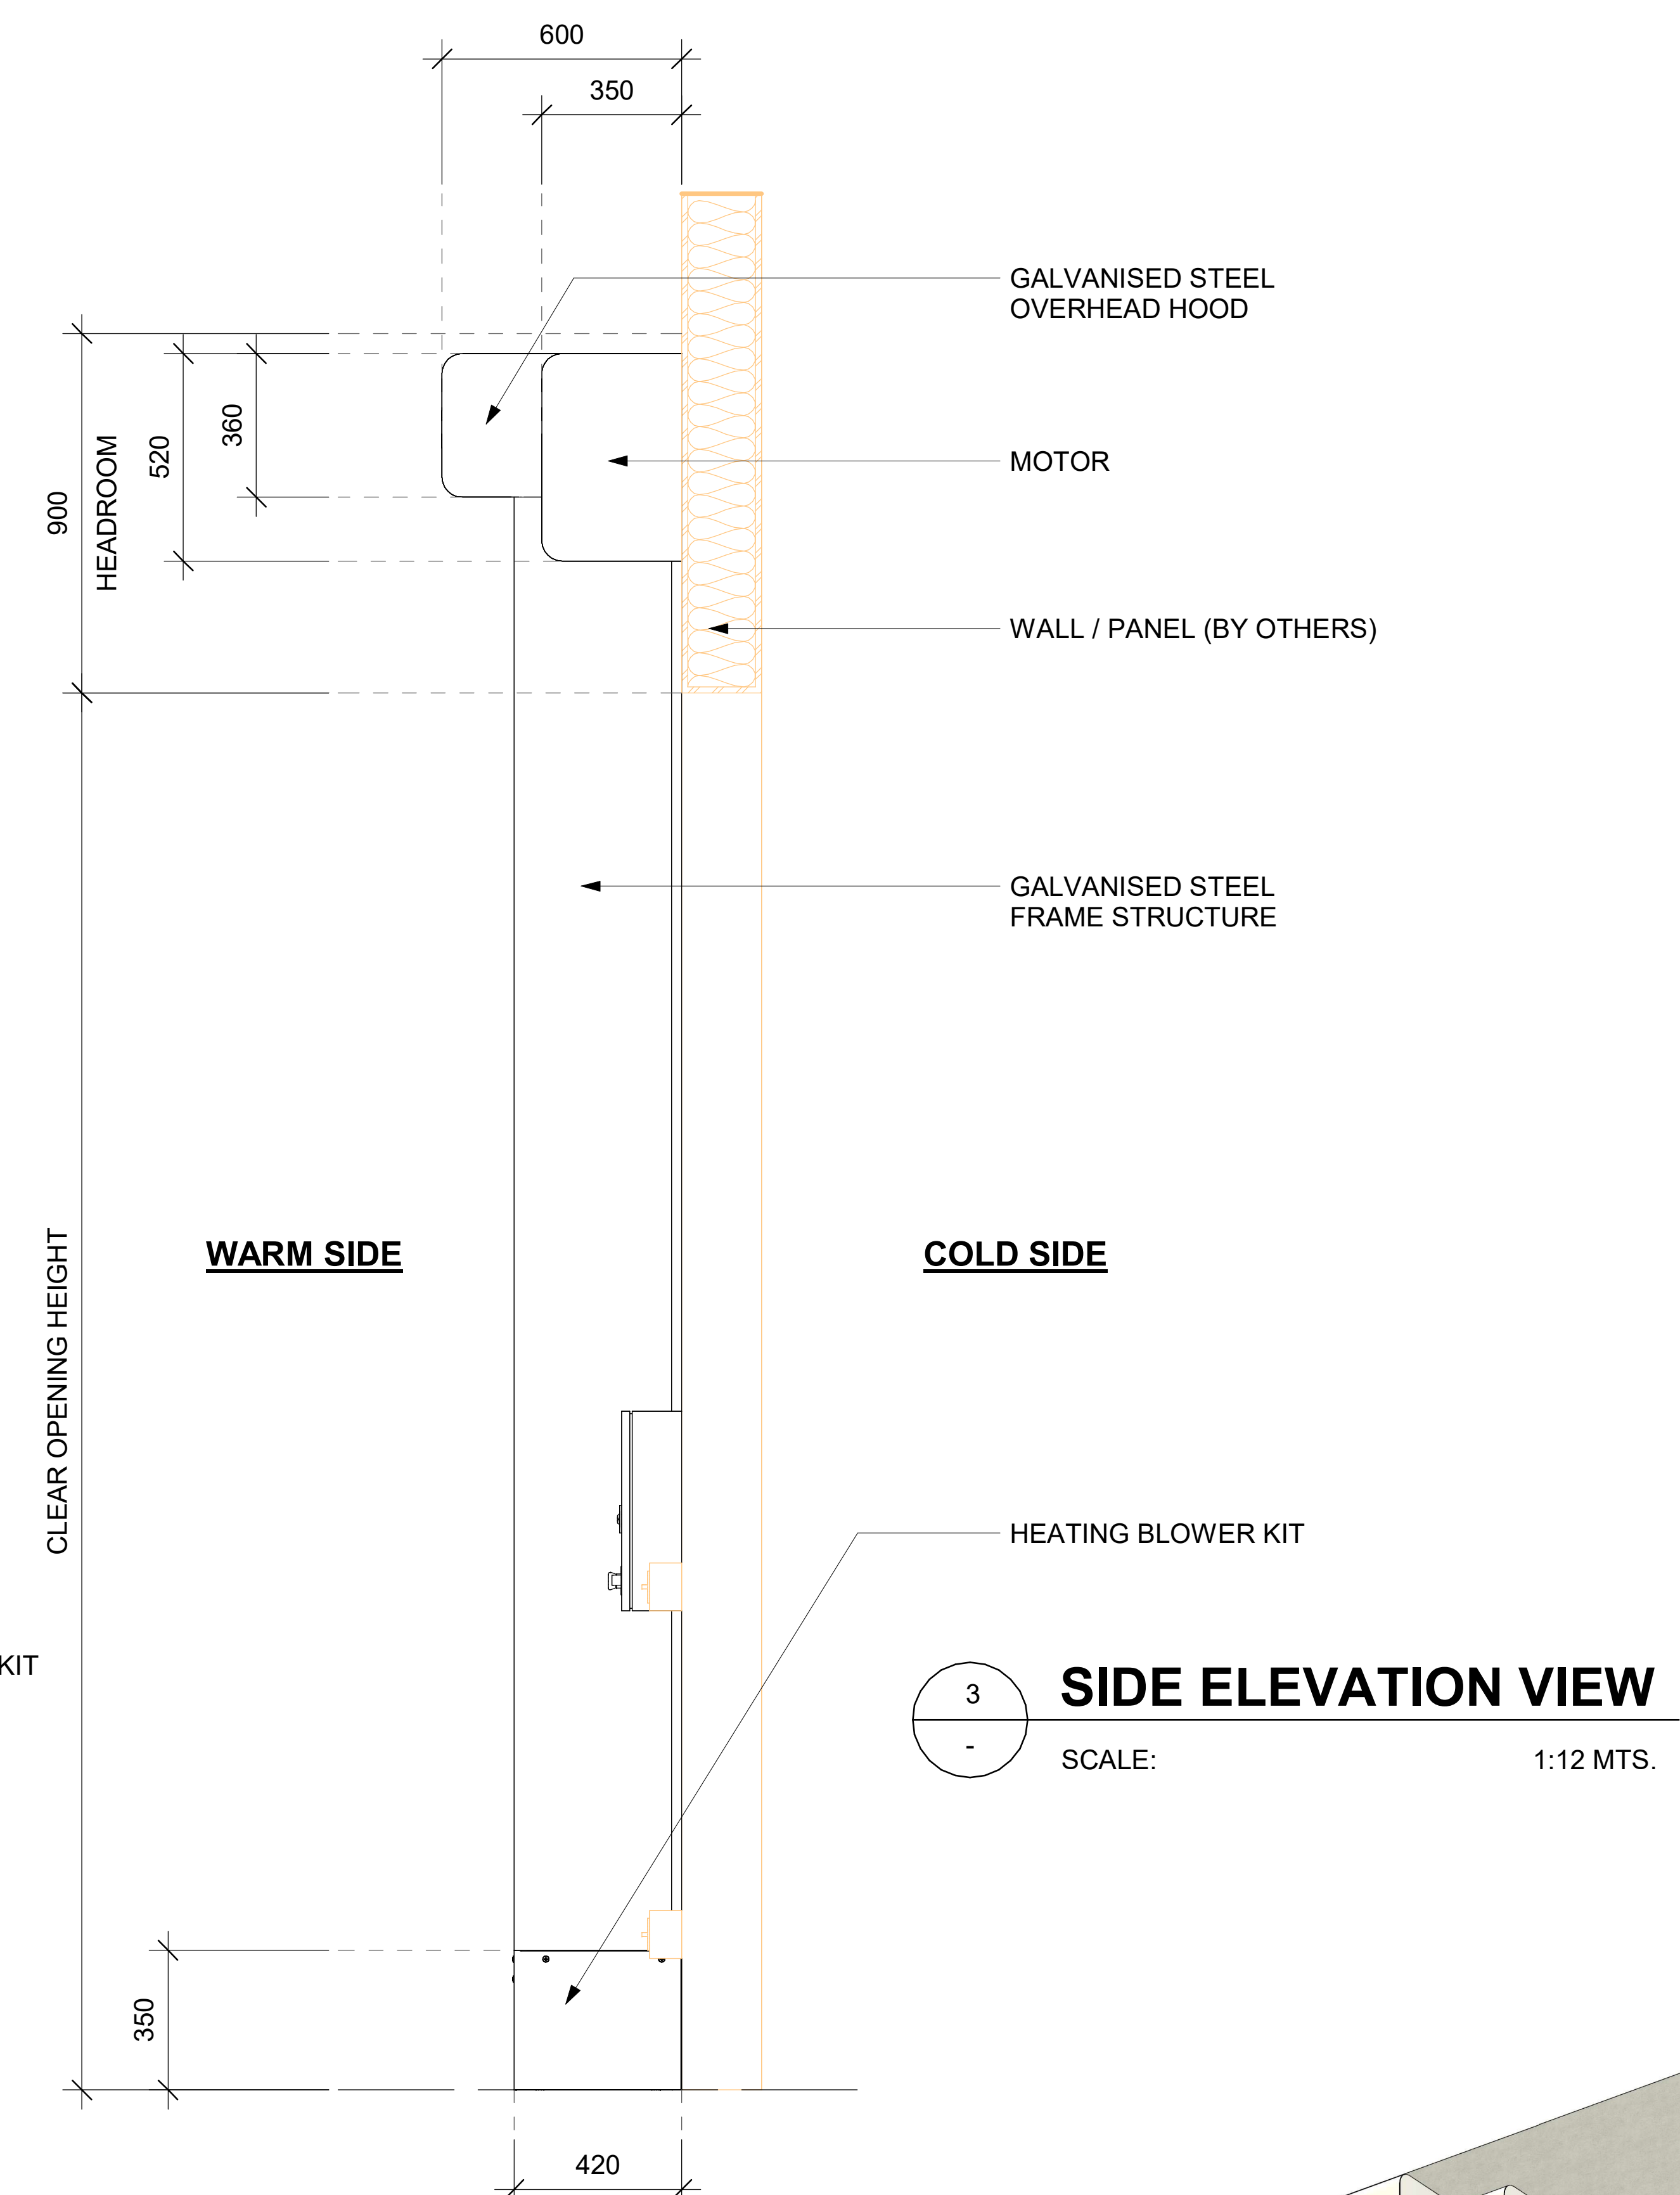 600
350
GALVANISED STEEL
OVERHEAD HOOD
360
520
HEADROOM
900
MOTOR
WALL / PANEL (BY OTHERS)
GALVANISED STEEL
FRAME STRUCTURE
WARM SIDE
COLD SIDE
CLEAR OPENING HEIGHT
HEATING BLOWER KIT
KIT
3
-
SIDE ELEVATION VIEW
SCALE: 1:12 MTS.
350
420